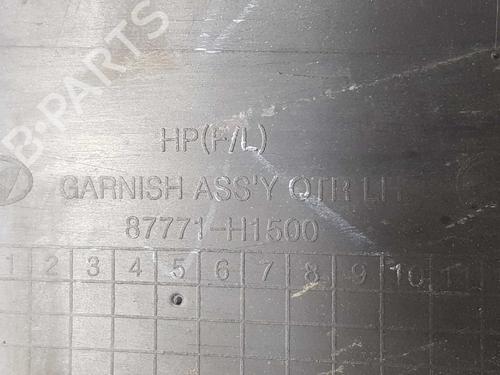 B-PARTS
HP(F/L)
GARNISH ASS'Y QTR LH
87771-H1500
1 2 3 4 5 6 7 8 9 10 11